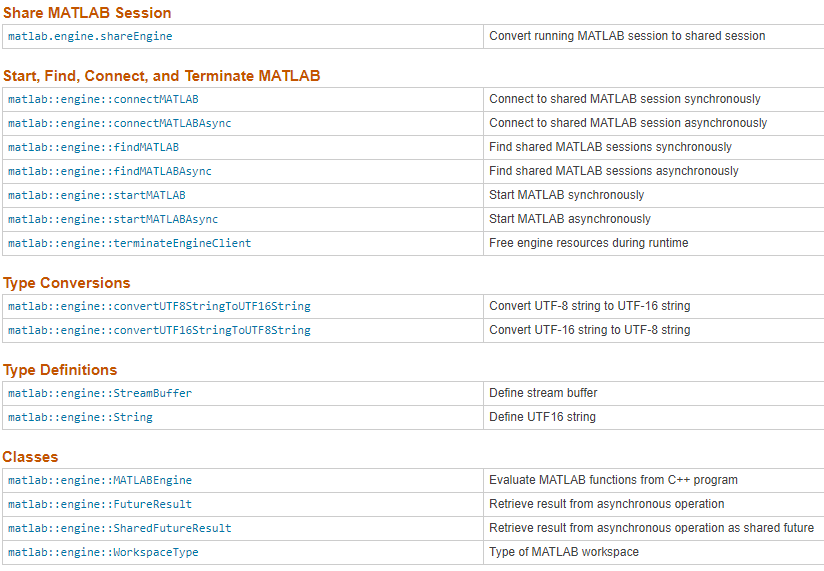 Share MATLAB Session
matlab.engine.shareEngine Convert running MATLAB session to shared session
Start, Find, Connect, and Terminate MATLAB
matlab::engine::connectMATLAB Connect to shared MATLAB session synchronously
matlab::engine::connectMATLABAsync Connect to shared MATLAB session asynchronously
matlab::engine::findMATLAB Find shared MATLAB sessions synchronously
matlab::engine::findMATLABAsync Find shared MATLAB sessions asynchronously
matlab::engine::startMATLAB Start MATLAB synchronously
matlab::engine::startMATLABAsync Start MATLAB asynchronously
matlab::engine::terminateEngineClient Free engine resources during runtime
Type Conversions
matlab::engine::convertUTF8StringToUTF16String Convert UTF-8 string to UTF-16 string
matlab::engine::convertUTF16StringToUTF8String Convert UTF-16 string to UTF-8 string
Type Definitions
matlab::engine::StreamBuffer Define stream buffer
matlab::engine::String Define UTF16 string
Classes
matlab::engine::MATLABEngine Evaluate MATLAB functions from C++ program
matlab::engine::FutureResult Retrieve result from asynchronous operation
matlab::engine::SharedFutureResult Retrieve result from asynchronous operation as shared future
matlab::engine::WorkspaceType Type of MATLAB workspace